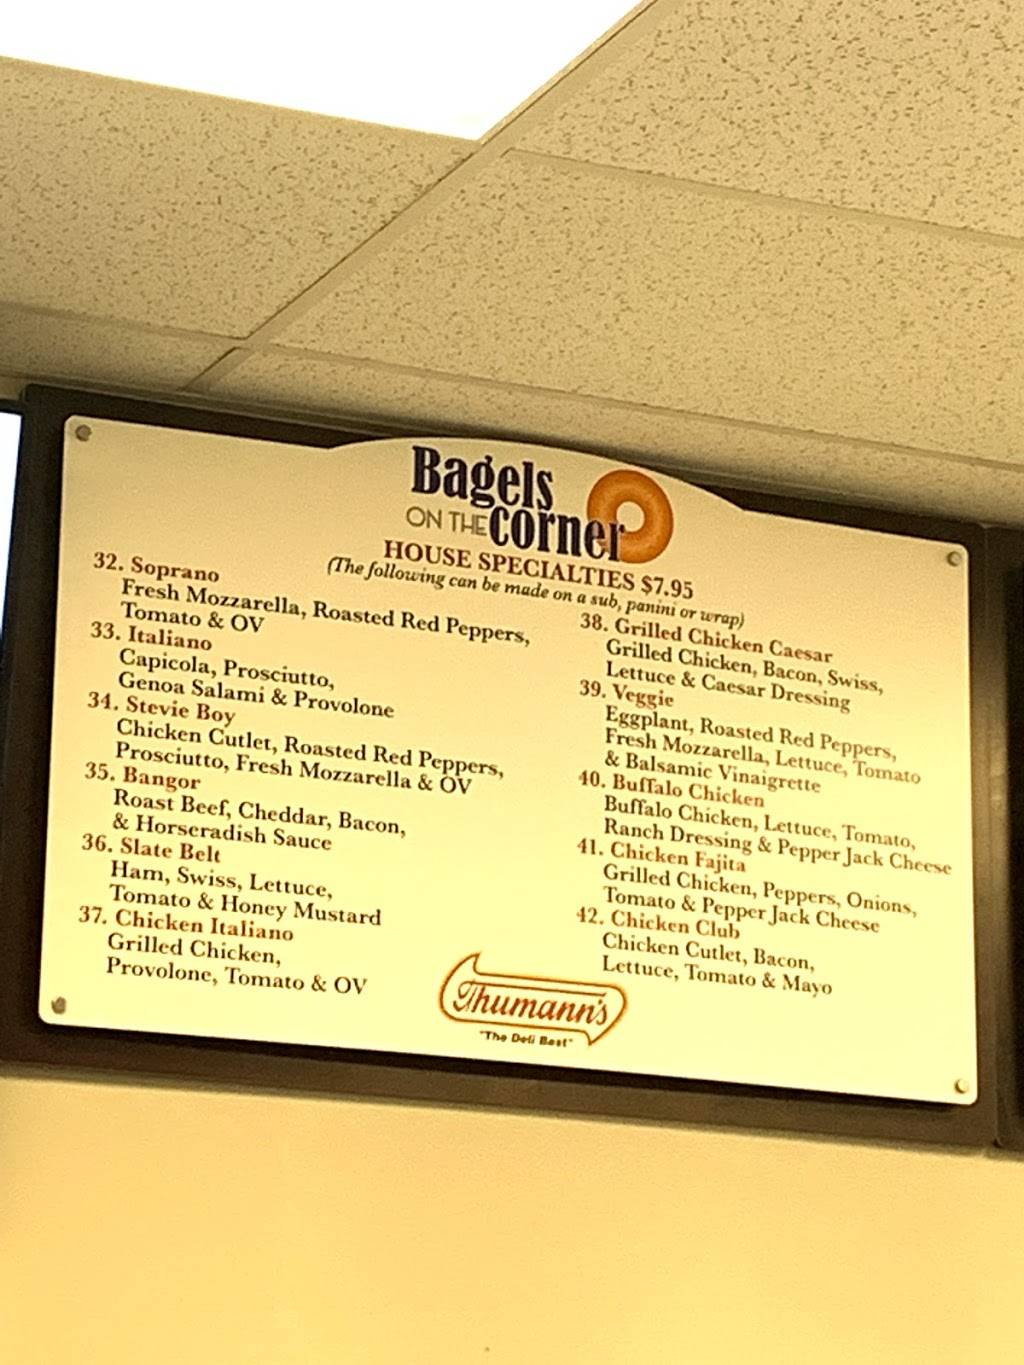 Bagels
ON THE corner
HOUSE SPECIALTIES $7.95
(The following can be made on a sub, panini or wrap)
32. Soprano
Fresh Mozzarella, Roasted Red Peppers,
Tomato & OV
33. Italiano
Capicola, Prosciutto,
Genoa Salami & Provolone
34. Stevie Boy
Chicken Cutlet, Roasted Red Peppers,
Prosciutto, Fresh Mozzarella & OV
35. Bangor
Roast Beef, Cheddar, Bacon,
& Horseradish Sauce
36. Slate Belt
Ham, Swiss, Lettuce,
Tomato & Honey Mustard
37. Chicken Italiano
Grilled Chicken,
Provolone, Tomato & OV
38. Grilled Chicken Caesar
Grilled Chicken, Bacon, Swiss,
Lettuce & Caesar Dressing
39. Veggie
Eggplant, Roasted Red Peppers,
Fresh Mozzarella, Lettuce, Tomato
& Balsamic Vinaigrette
40. Buffalo Chicken
Buffalo Chicken, Lettuce, Tomato,
Ranch Dressing & Pepper Jack Cheese
41. Chicken Fajita
Grilled Chicken, Peppers, Onions,
Tomato & Pepper Jack Cheese
42. Chicken Club
Chicken Cutlet, Bacon,
Lettuce, Tomato & Mayo
Thumann's
"The Deli Best"